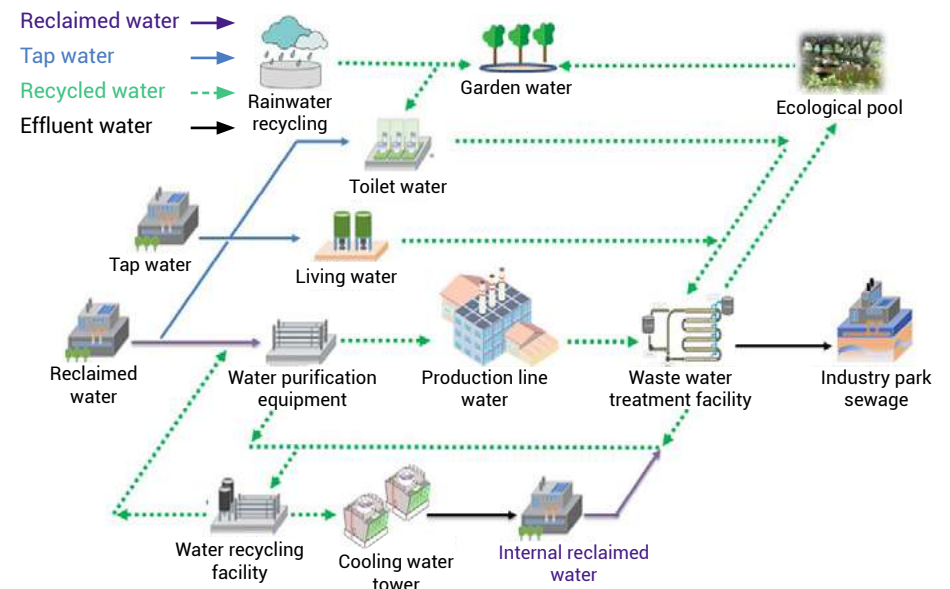 Reclaimed water
Tap water
Recycled water
Effluent water
Rainwater
recycling
Garden water
Ecological pool
Toilet water
Tap water
Living water
Reclaimed
water
Water purification
equipment
Production line
water
Waste water
treatment facility
Industry park
sewage
Water recycling
facility
Cooling water
tower
Internal reclaimed
water